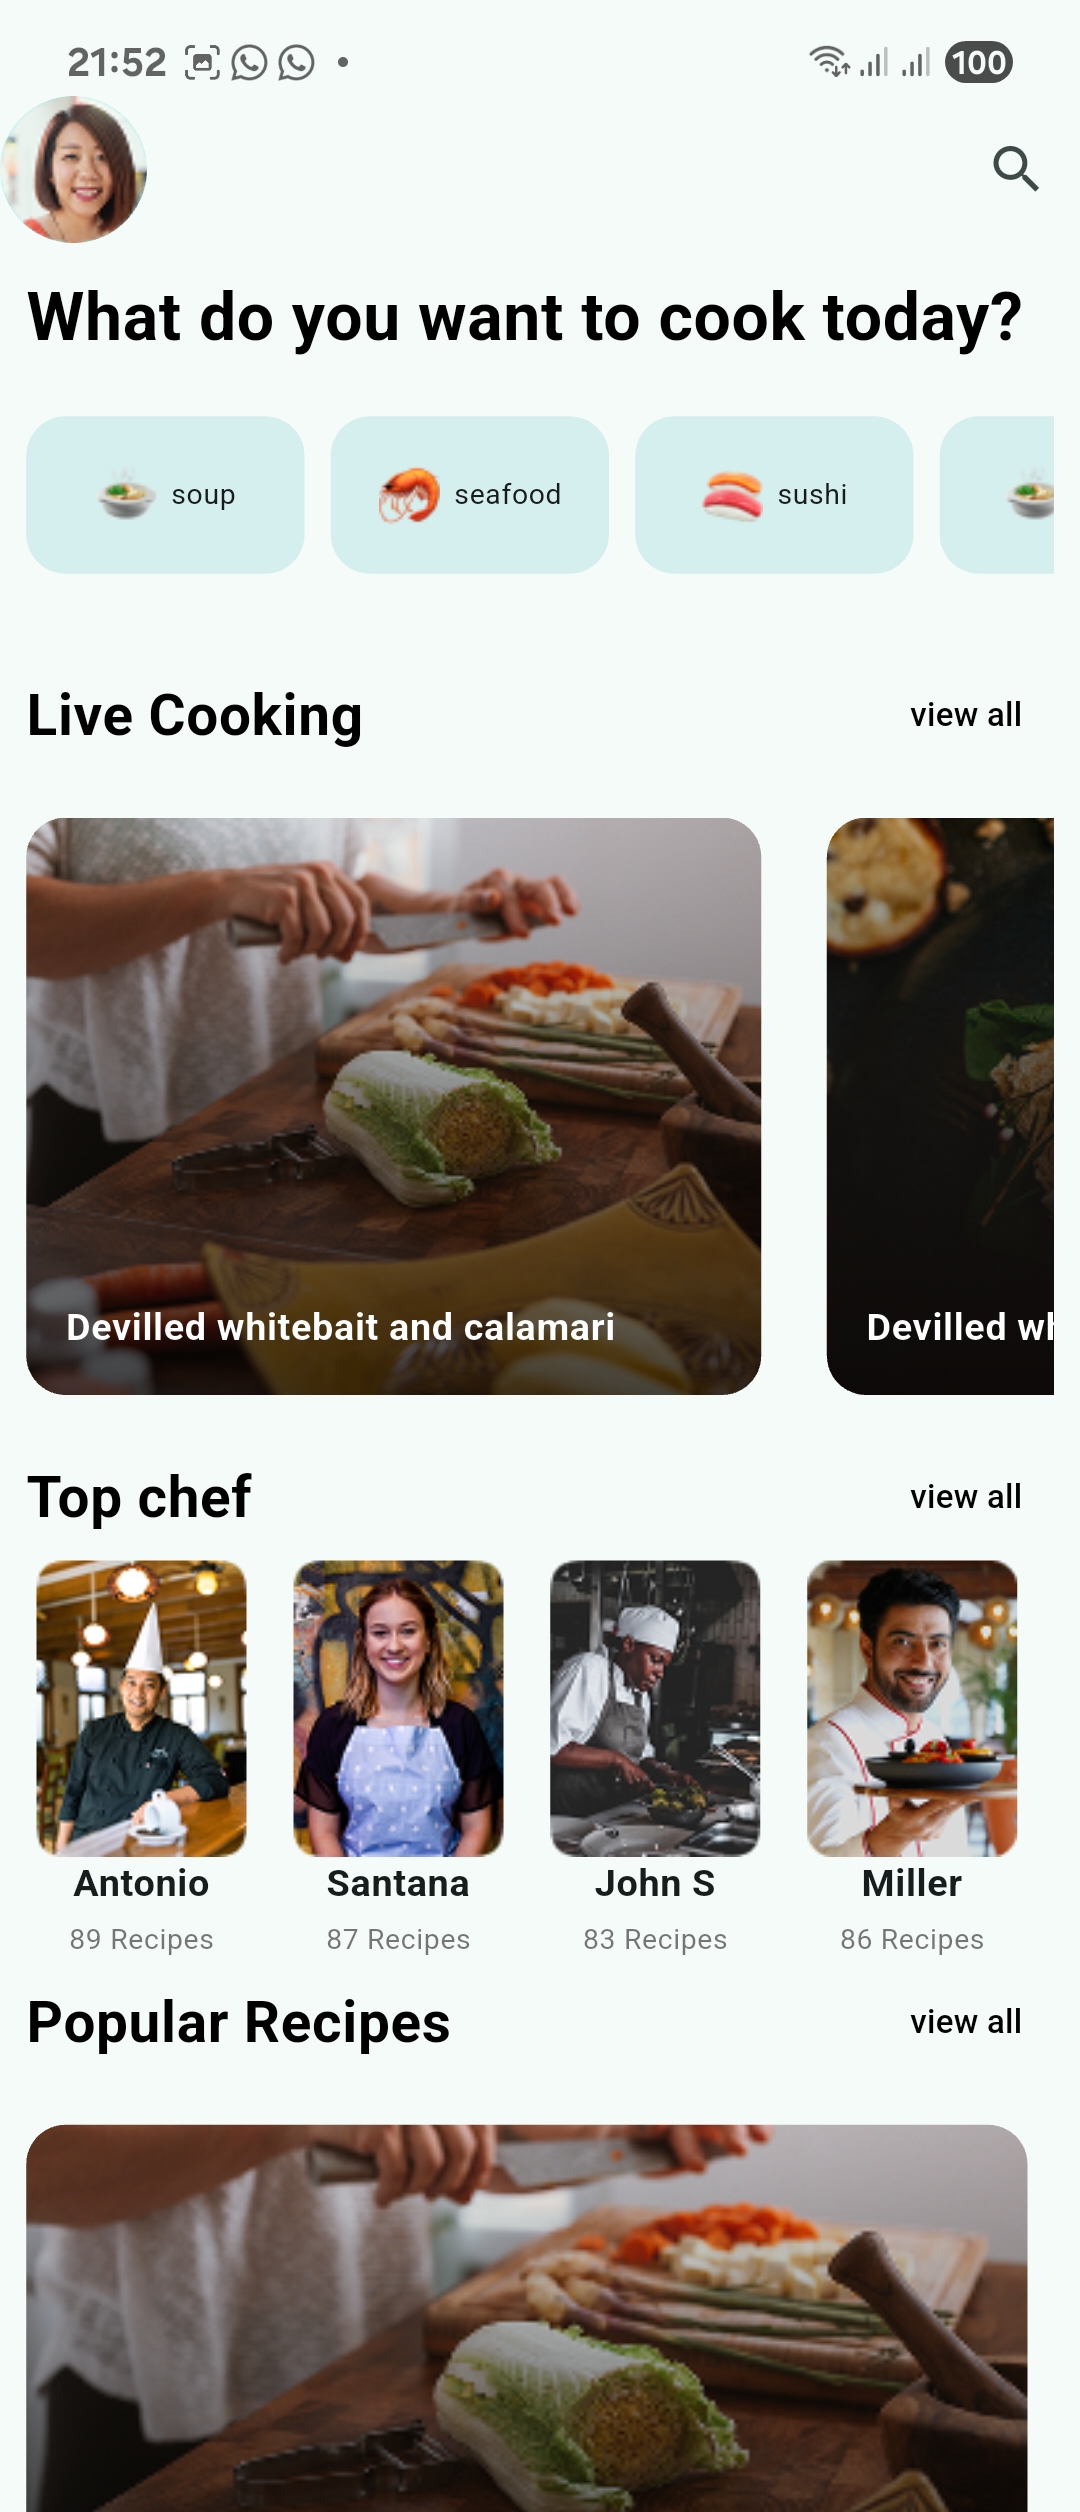 21:52
100
What do you want to cook today?
soup
seafood
sushi
Live Cooking
view all
Devilled whitebait and calamari
Devilled wh
Top chef
view all
Antonio
Santana
John S
Miller
89 Recipes
87 Recipes
83 Recipes
86 Recipes
Popular Recipes
view all